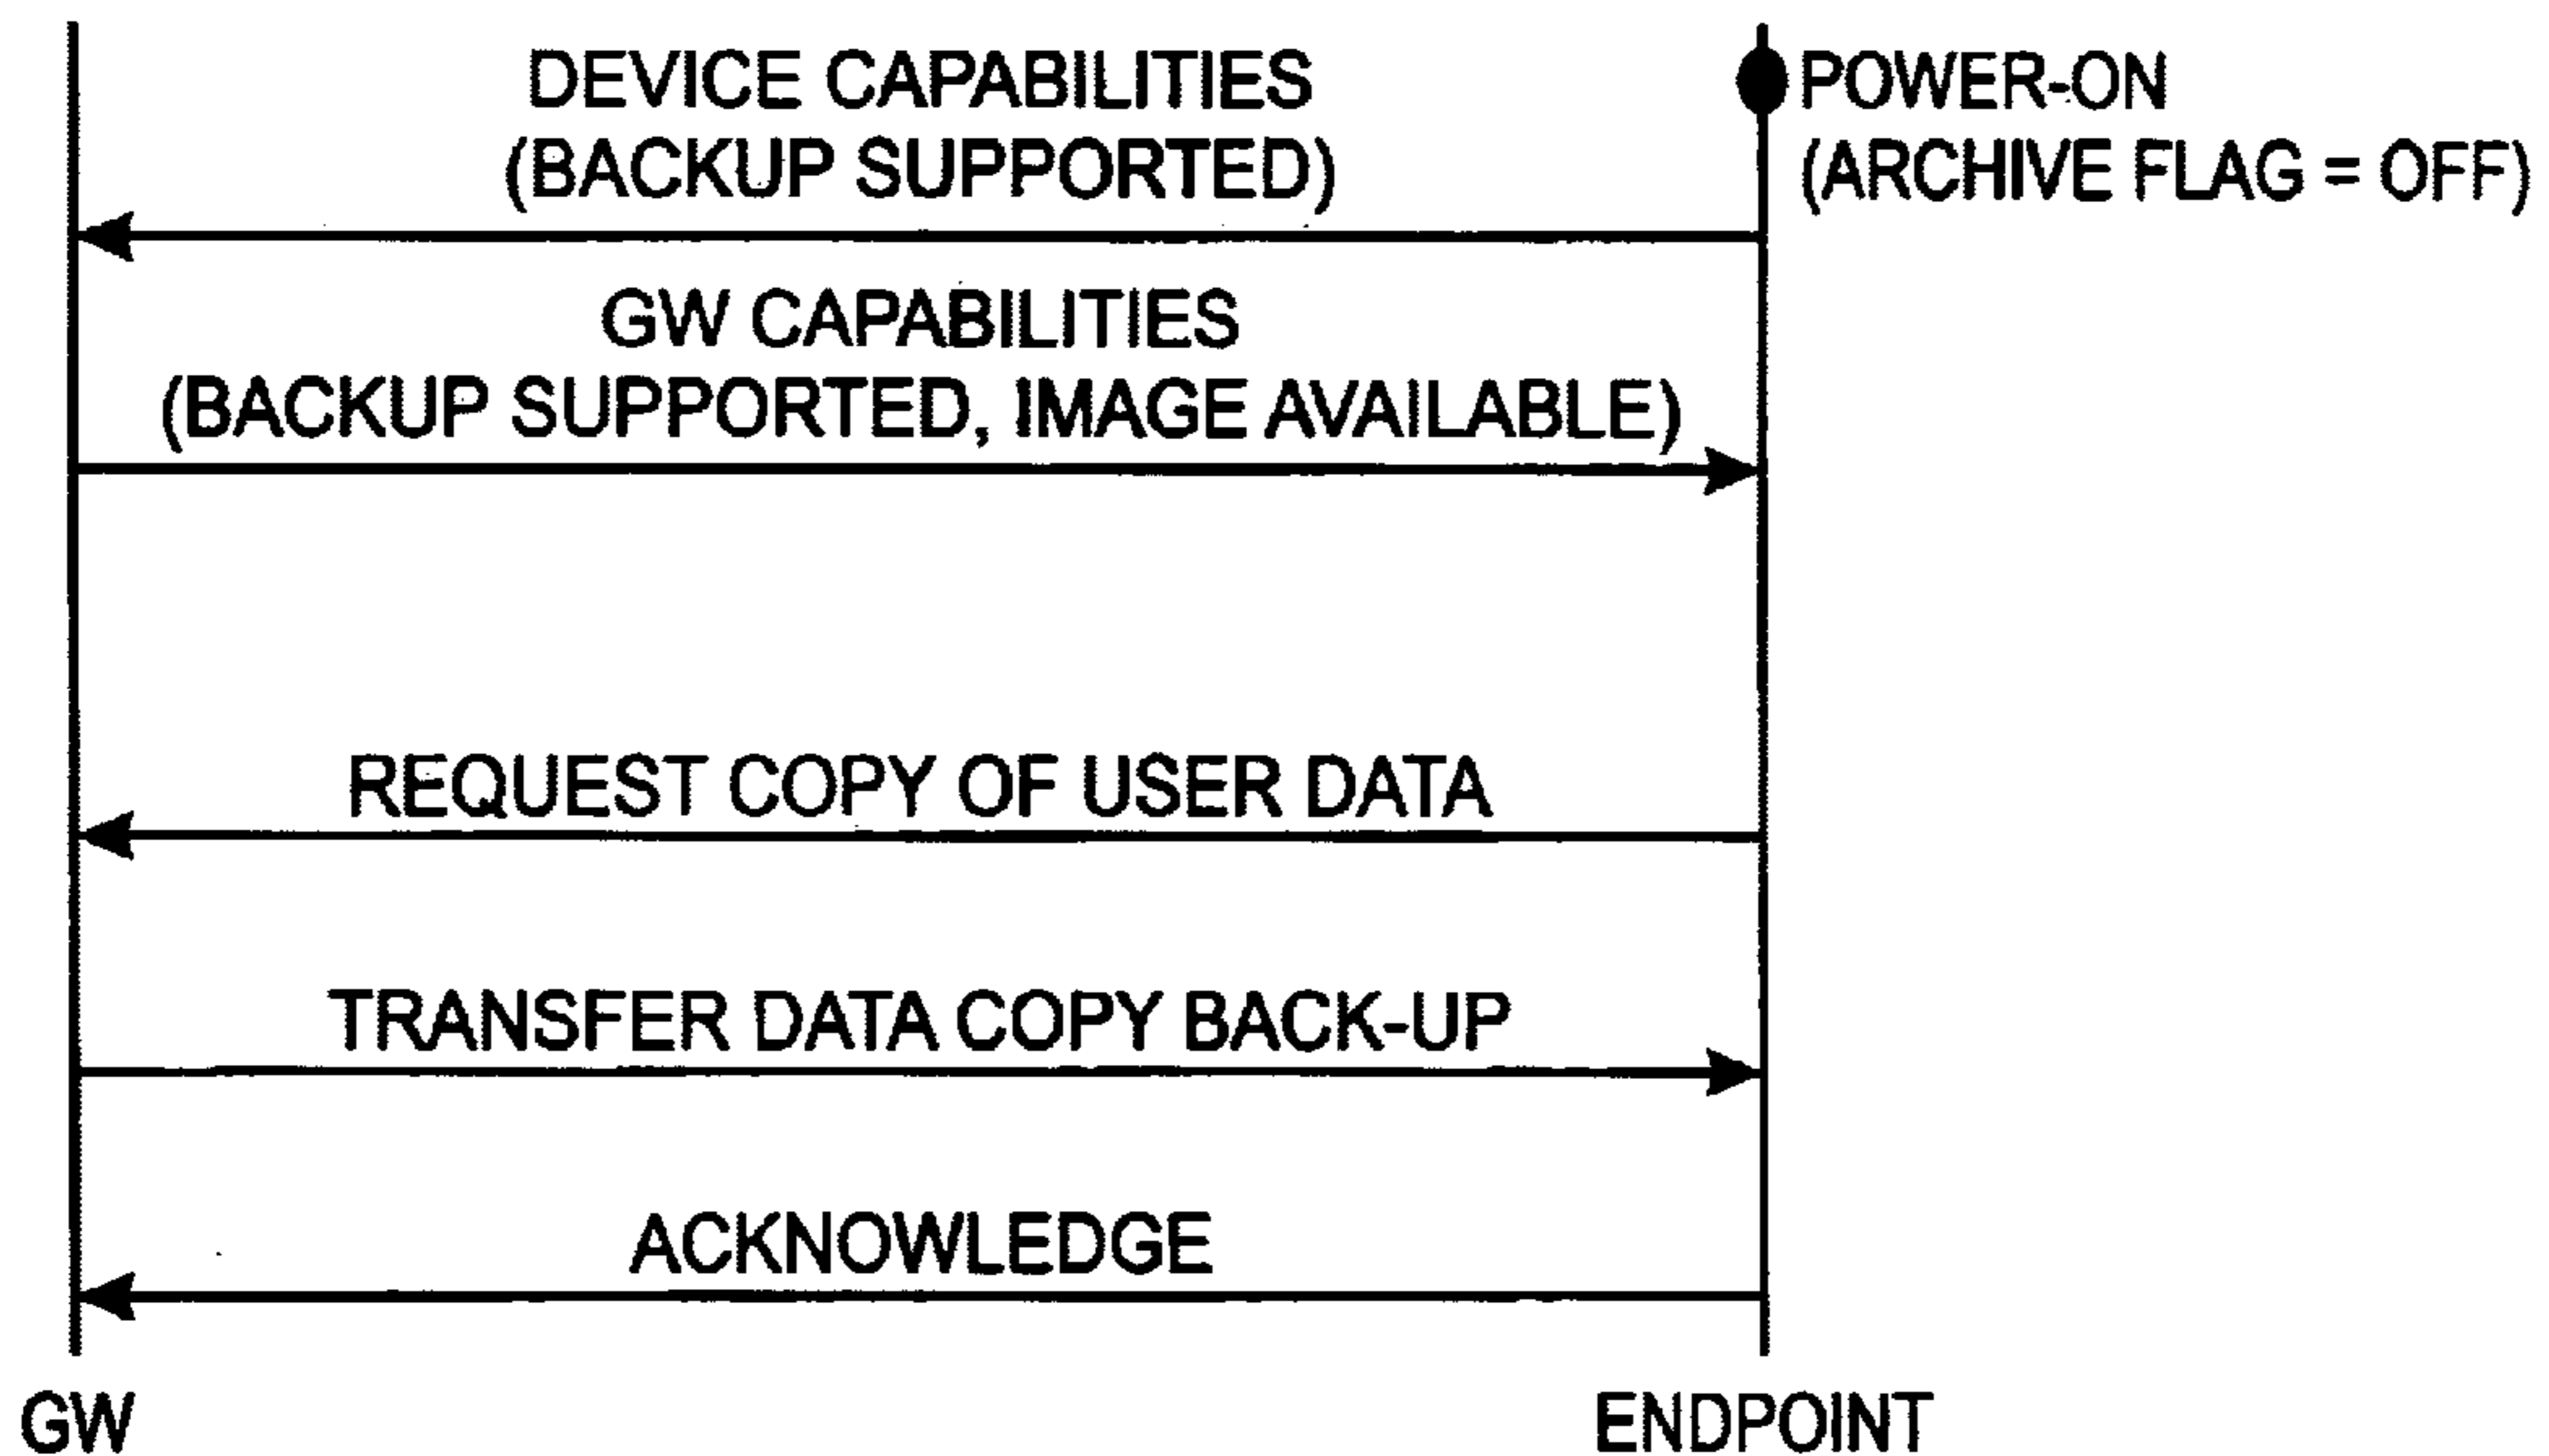 DEVICE CAPABILITIES
(BACKUP SUPPORTED)
POWER-ON
(ARCHIVE FLAG = OFF)
GW CAPABILITIES
(BACKUP SUPPORTED, IMAGE AVAILABLE)
REQUEST COPY OF USER DATA
TRANSFER DATA COPY BACK-UP
ACKNOWLEDGE
GW
ENDPOINT